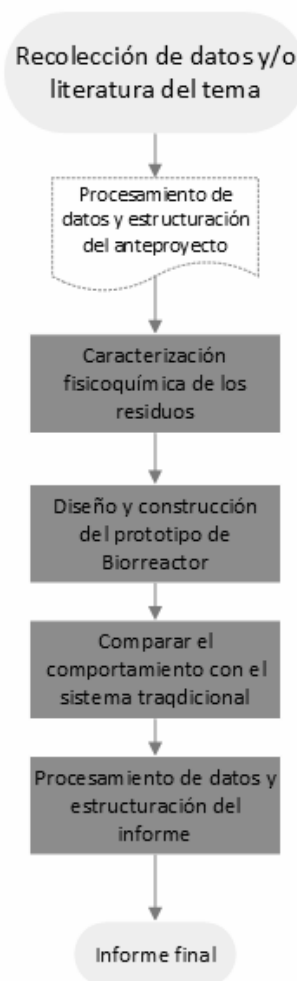 Recolección de datos y/o
literatura del tema
Procesamiento de
datos y estructuración
del anteproyecto
Caracterización
fisicoquímica de los
residuos
Diseño y construcción
del prototipo de
Biorreactor
Comparar el
comportamiento con el
sistema traqdicional
Procesamiento de datos y
estructuración del
informe
Informe final